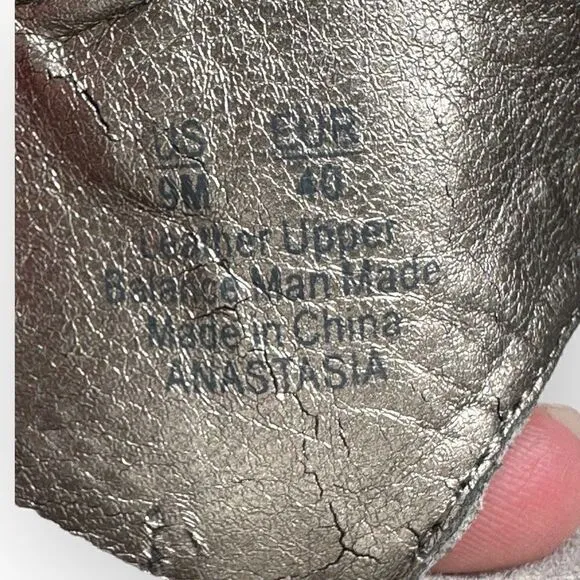 US EUR
9M 40
Leather Upper
Balance Man Made
Made in China
ANASTASIA